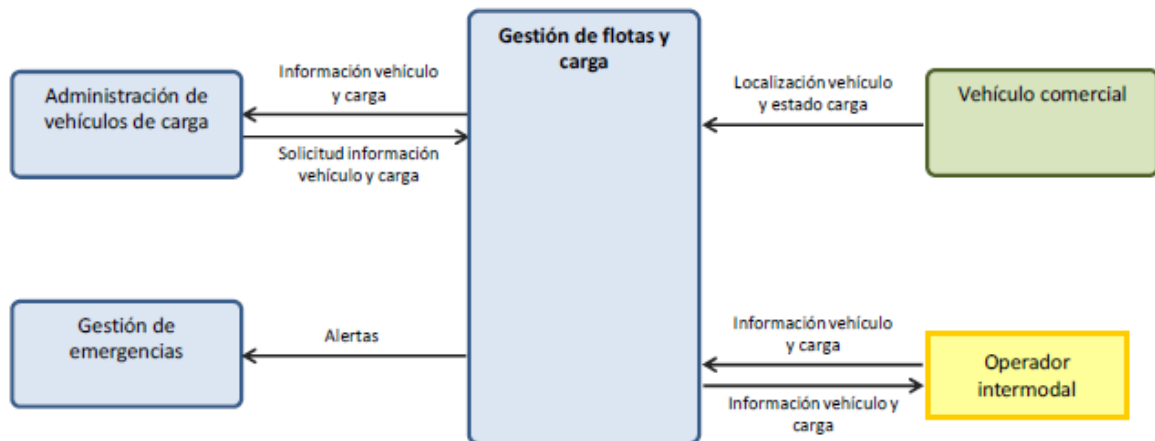 Gestión de flotas y
carga
Administración de
vehículos de carga
Información vehículo
y carga
Solicitud información
vehículo y carga
Localización vehículo
y estado carga
Vehículo comercial
Gestión de
emergencias
Alertas
Información vehículo
y carga
Información vehículo y
carga
Operador
intermodal